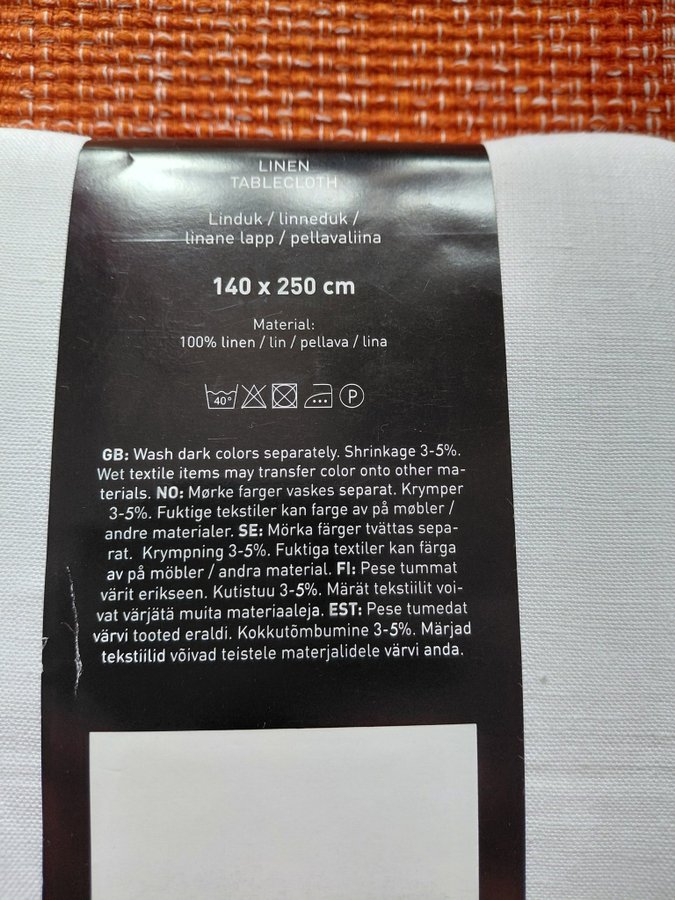 LINEN
TABLECLOTH
Linduk / linneduk /
linane lapp / pellavaliina
140 x 250 cm
Material:
100% linen / lin / pellava / lina
40° P
GB: Wash dark colors separately. Shrinkage 3-5%.
Wet textile items may transfer color onto other ma-
terials. NO: Mørke farger vaskes separat. Krymper
3-5%. Fuktige tekstiler kan farge av på møbler /
andre materialer. SE: Mörka färger tvättas sepa-
rat. Krympning 3-5%. Fuktiga textiler kan färga
av på möbler / andra material. FI: Pese tummat
värit erikseen. Kutistuu 3-5%. Märät tekstiilit voi-
vat värjätä muita materiaaleja. EST: Pese tumedat
värvi tooted eraldi. Kokkutõmbumine 3-5%. Märjad
tekstiilid võivad teistele materjalidele värvi anda.